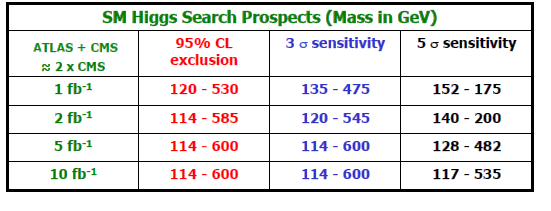 SM Higgs Search Prospects (Mass in GeV)
ATLAS + CMS ≈ 2 x CMS 95% CL exclusion 3 σ sensitivity 5 σ sensitivity
1 fb⁻¹ 120 - 530 135 - 475 152 - 175
2 fb⁻¹ 114 - 585 120 - 545 140 - 200
5 fb⁻¹ 114 - 600 114 - 600 128 - 482
10 fb⁻¹ 114 - 600 114 - 600 117 - 535